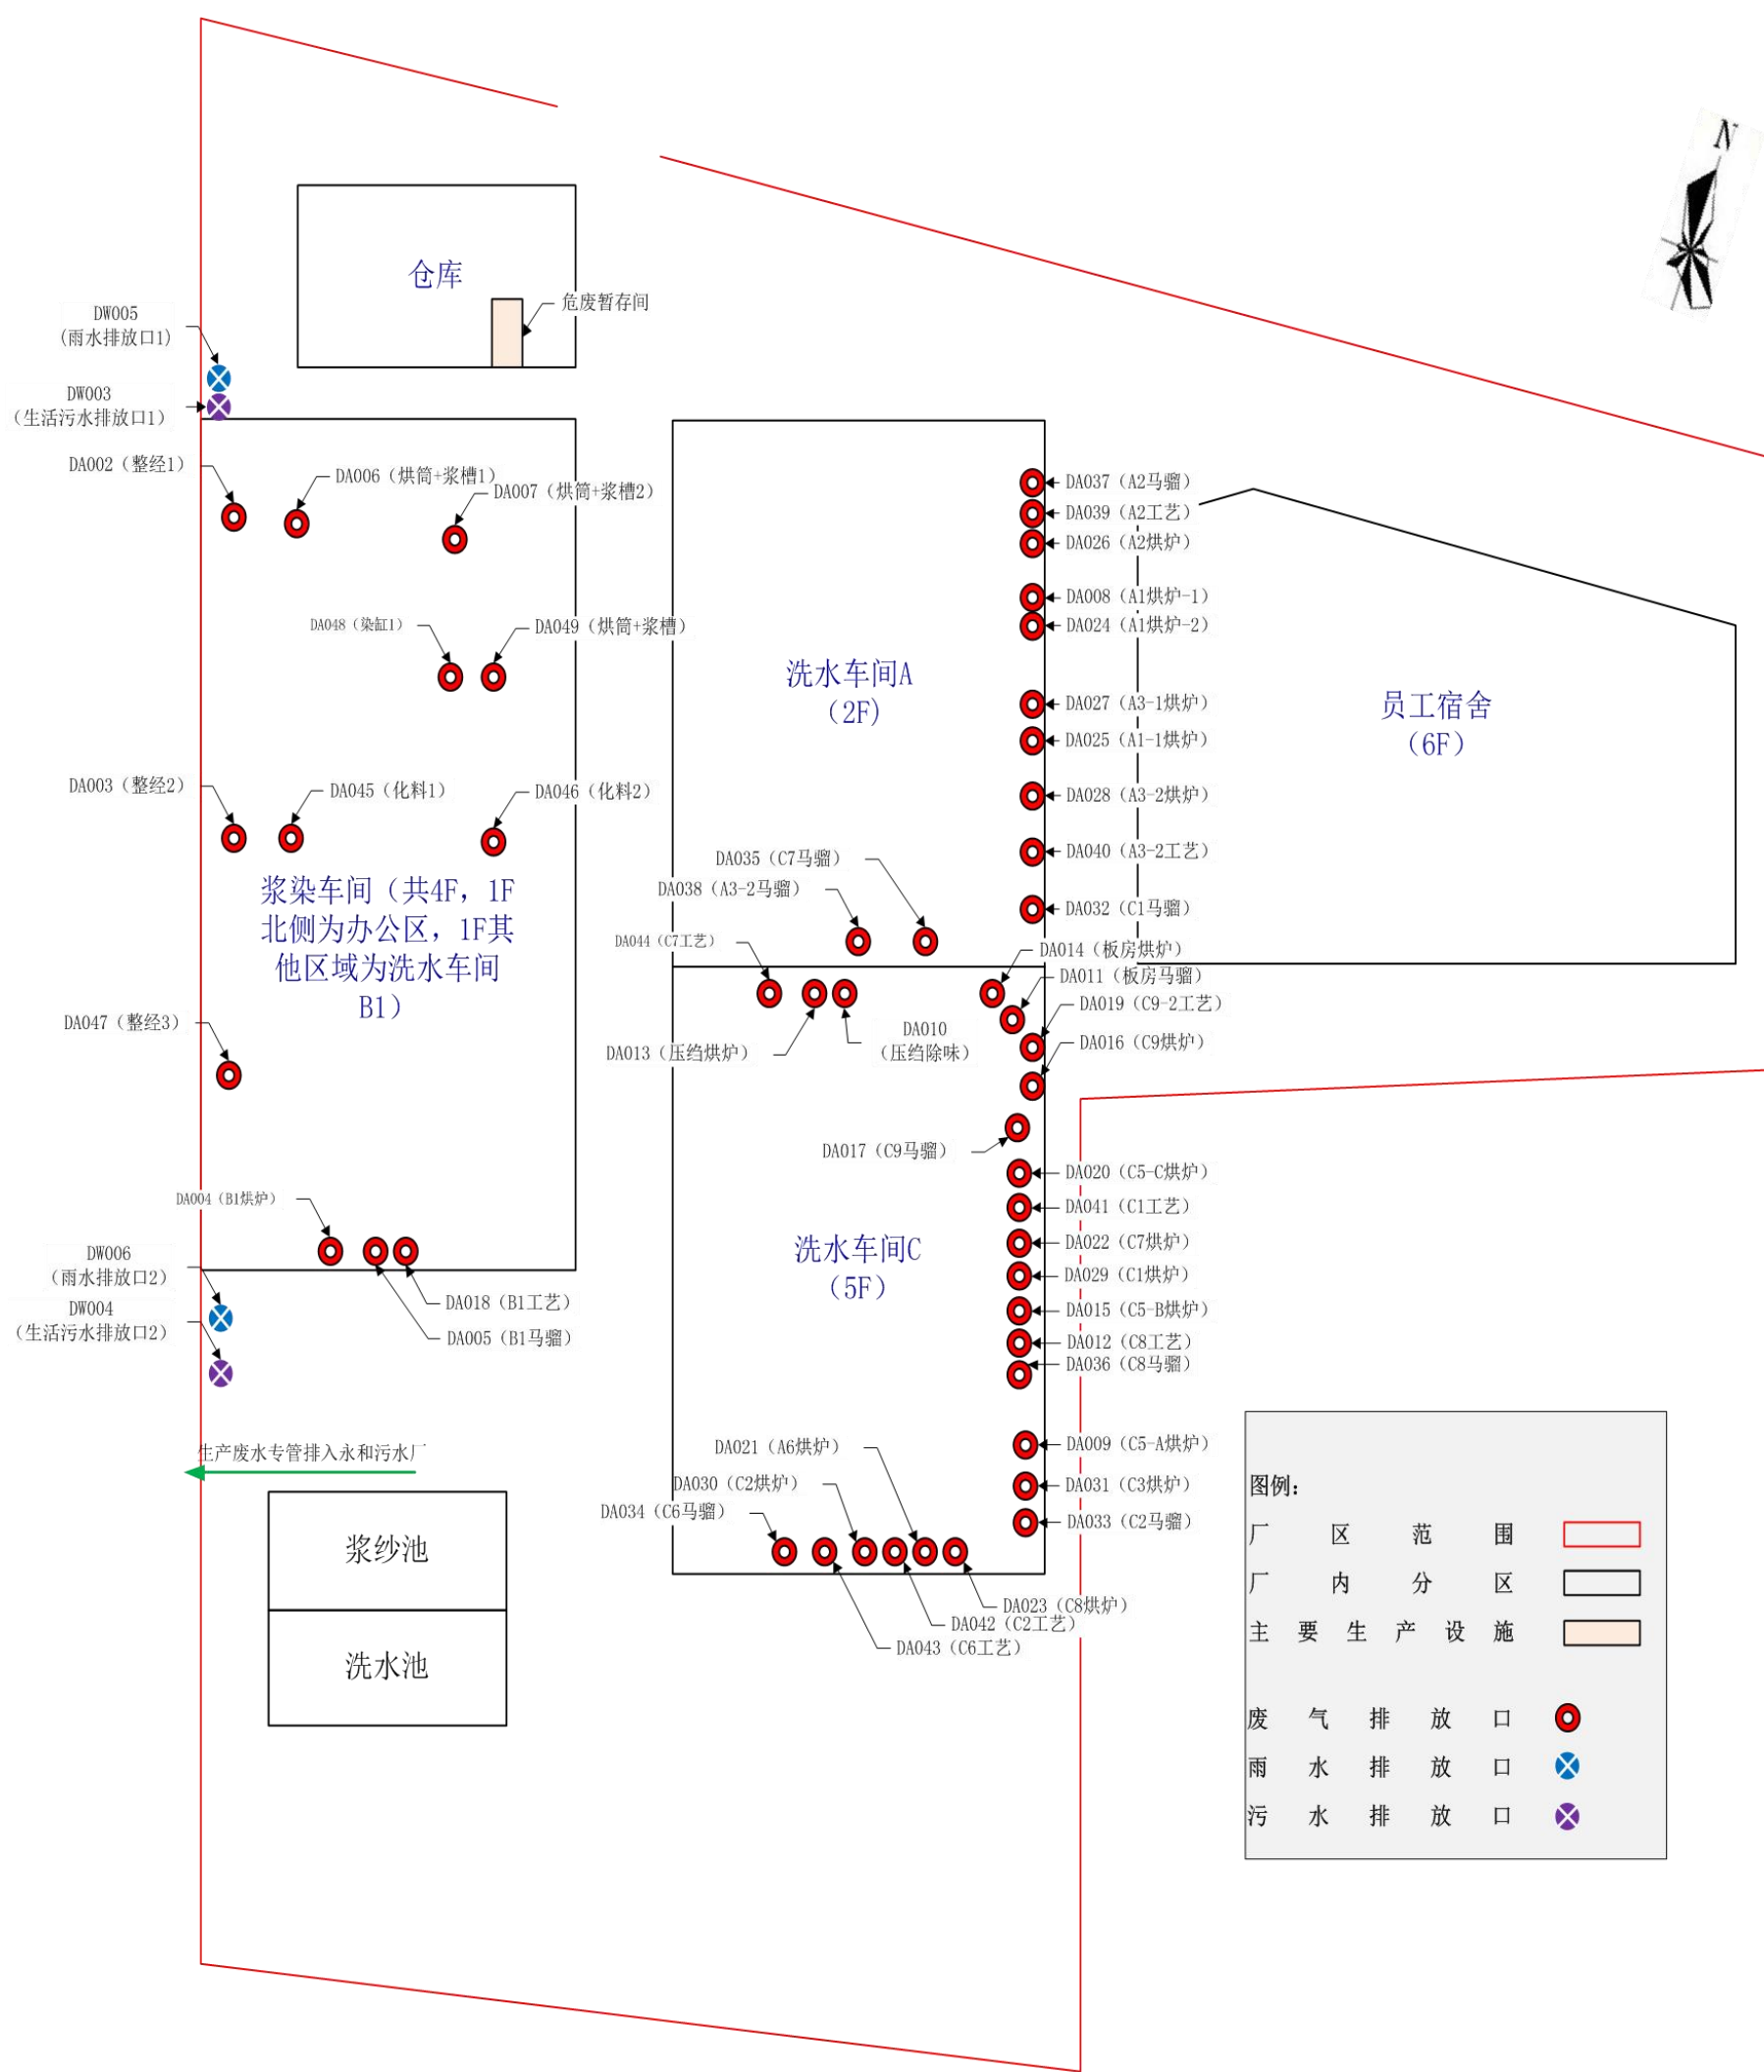 N
仓库
危废暂存间
DW005
(雨水排放口1)
DW003
（生活污水排放口1）
DA002（整经1）
DA006（烘筒+浆槽1）
DA007（烘筒+浆槽2）
DA048（染缸1）
DA049（烘筒+浆槽）
DA003（整经2）
DA045（化料1）
DA046（化料2）
浆染车间（共4F，1F
北侧为办公区，1F其
他区域为洗水车间
B1）
DA047（整经3）
DA004（B1烘炉）
DW006
（雨水排放口2）
DW004
（生活污水排放口2）
DA018（B1工艺）
DA005（B1马骝）
生产废水专管排入永和污水厂
浆纱池
洗水池
洗水车间A
（2F)
DA037（A2马骝）
DA039（A2工艺）
DA026（A2烘炉）
DA008（A1烘炉-1）
DA024（A1烘炉-2）
DA027（A3-1烘炉）
DA025（A1-1烘炉）
DA028（A3-2烘炉）
DA040（A3-2工艺）
DA032（C1马骝）
员工宿舍
（6F）
DA035（C7马骝）
DA038（A3-2马骝）
DA044（C7工艺）
DA014（板房烘炉）
DA011（板房马骝）
DA019（C9-2工艺）
DA016（C9烘炉）
DA013（压绉烘炉）
DA010
（压绉除味）
DA017（C9马骝）
DA020（C5-C烘炉）
DA041（C1工艺）
DA022（C7烘炉）
DA029（C1烘炉）
DA015（C5-B烘炉）
DA012（C8工艺）
DA036（C8马骝）
洗水车间C
（5F）
DA009（C5-A烘炉）
DA031（C3烘炉）
DA033（C2马骝）
DA021（A6烘炉）
DA030（C2烘炉）
DA034（C6马骝）
DA023（C8烘炉）
DA042（C2工艺）
DA043（C6工艺）
图例：
厂区范围
厂内分区
主要生产设施
废气排放口
雨水排放口
污水排放口